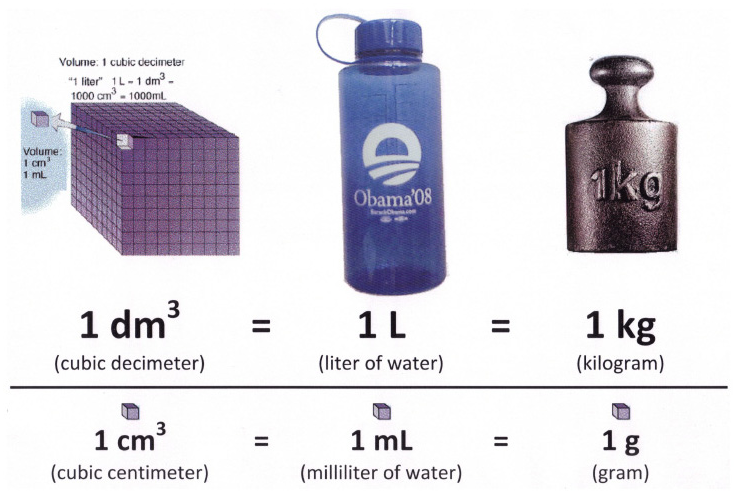 Volume: 1 cubic decimeter
"1 liter" 1 L – 1 dm³ –
1000 cm³ – 1000mL
Volume:
1 cm³
1 mL
Obama'08
BarackObama.com
1kg
1 dm³ = 1 L = 1 kg
(cubic decimeter) (liter of water) (kilogram)
1 cm³ = 1 mL = 1 g
(cubic centimeter) (milliliter of water) (gram)